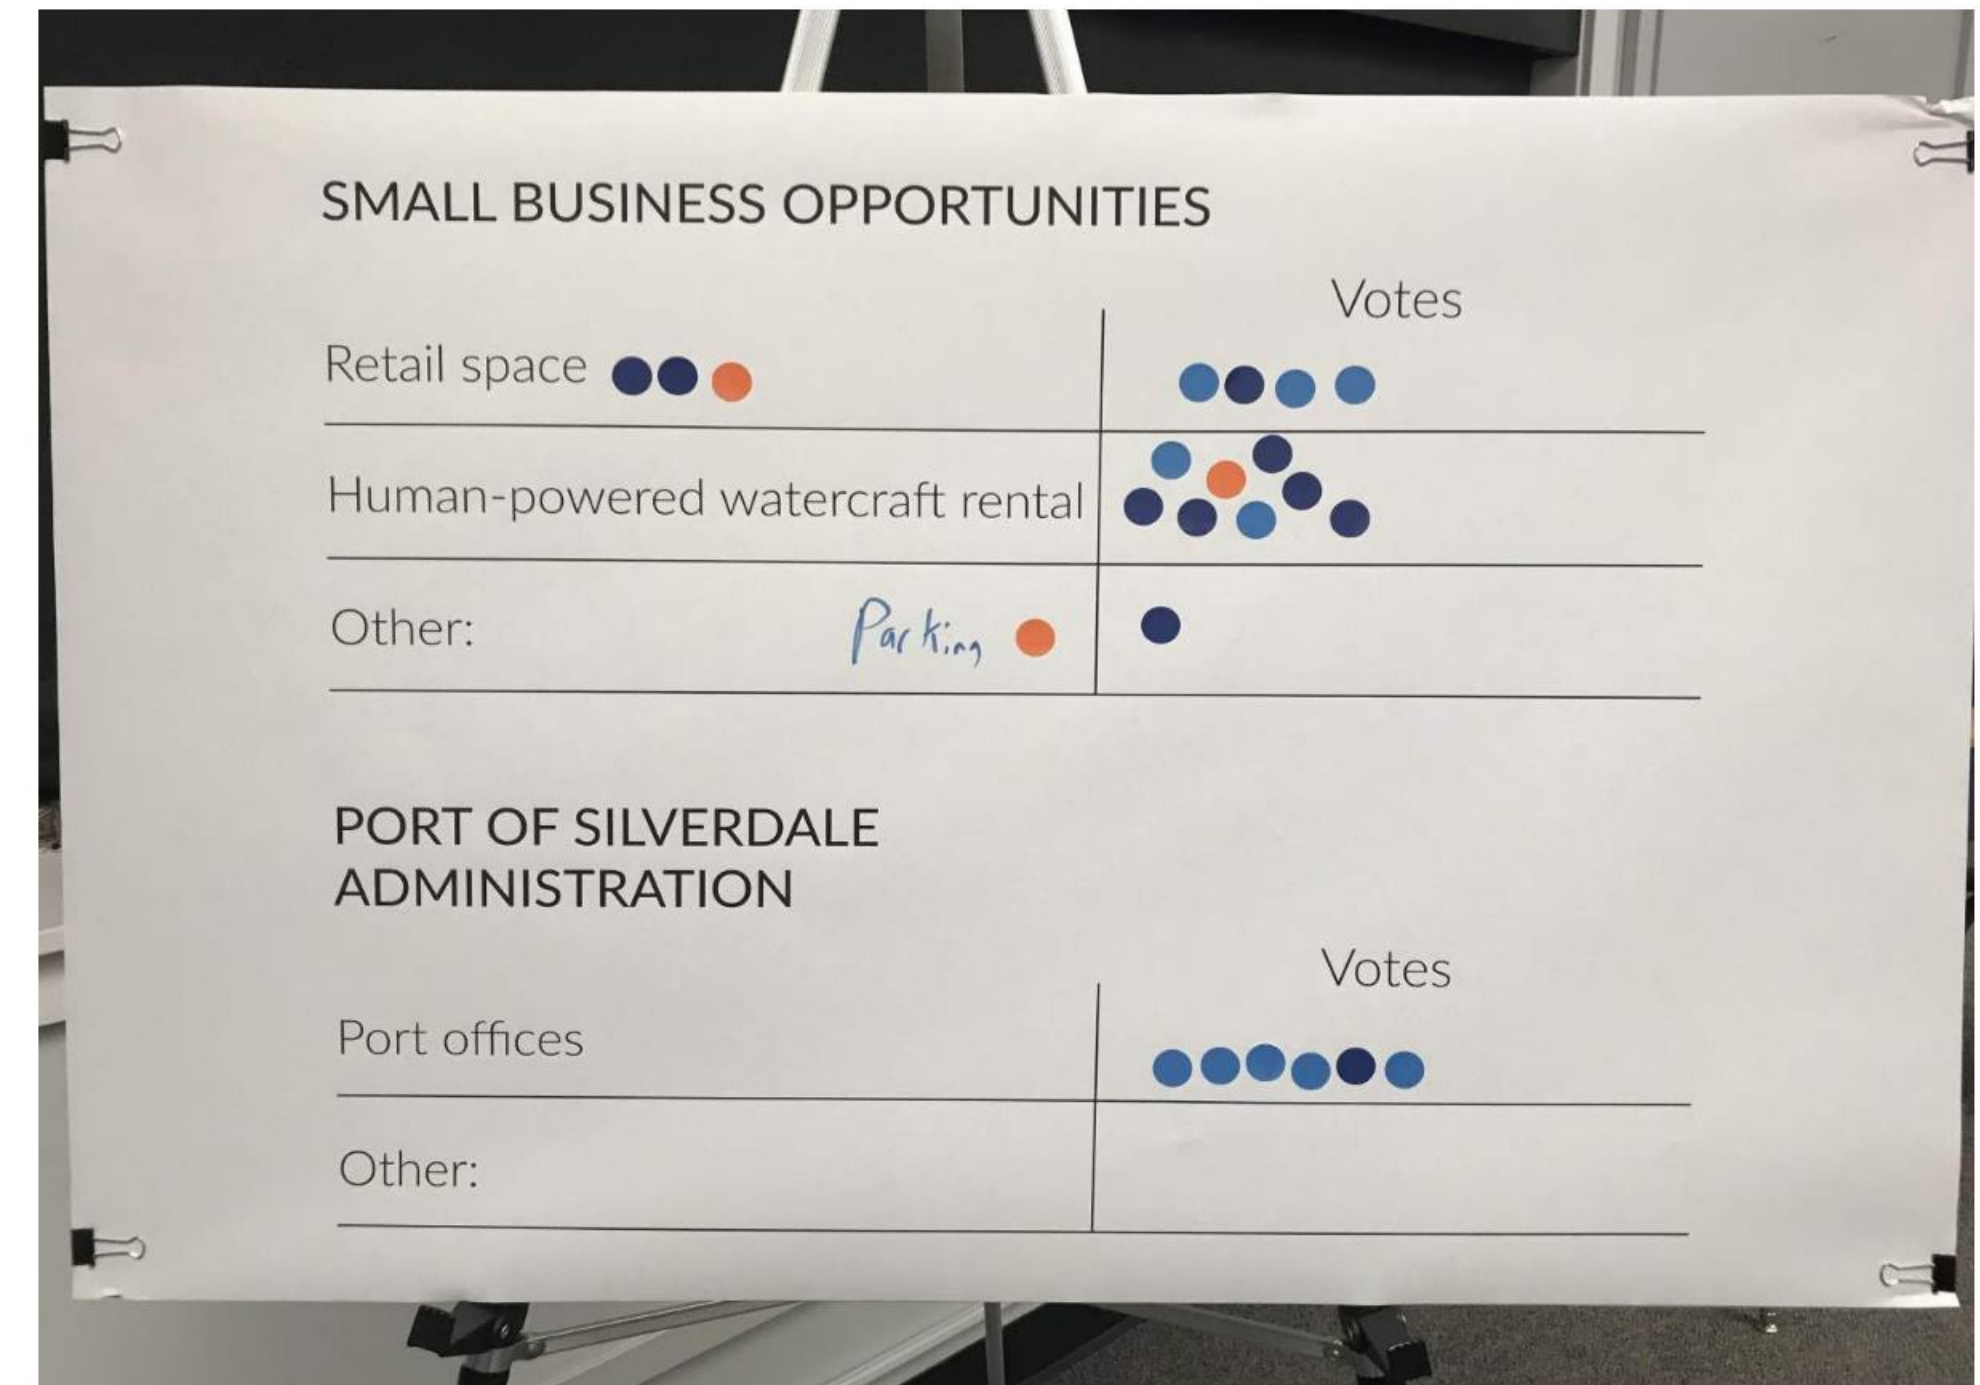 SMALL BUSINESS OPPORTUNITIES
Votes
Retail space
Human-powered watercraft rental
Other: Parking
PORT OF SILVERDALE
ADMINISTRATION
Votes
Port offices
Other: